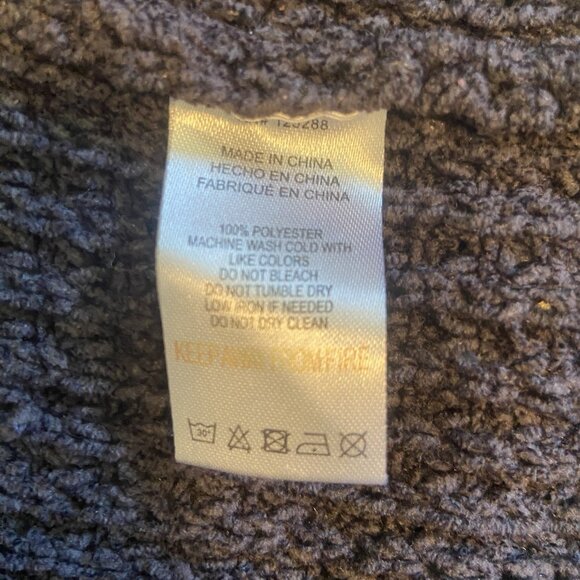 MADE IN CHINA
HECHO EN CHINA
FABRIQUÉ EN CHINA
100% POLYESTER
MACHINE WASH COLD WITH
LIKE COLORS
DO NOT BLEACH
DO NOT TUMBLE DRY
LOW IRON IF NEEDED
DO NOT DRY CLEAN
KEEP AWAY FROM FIRE
30°